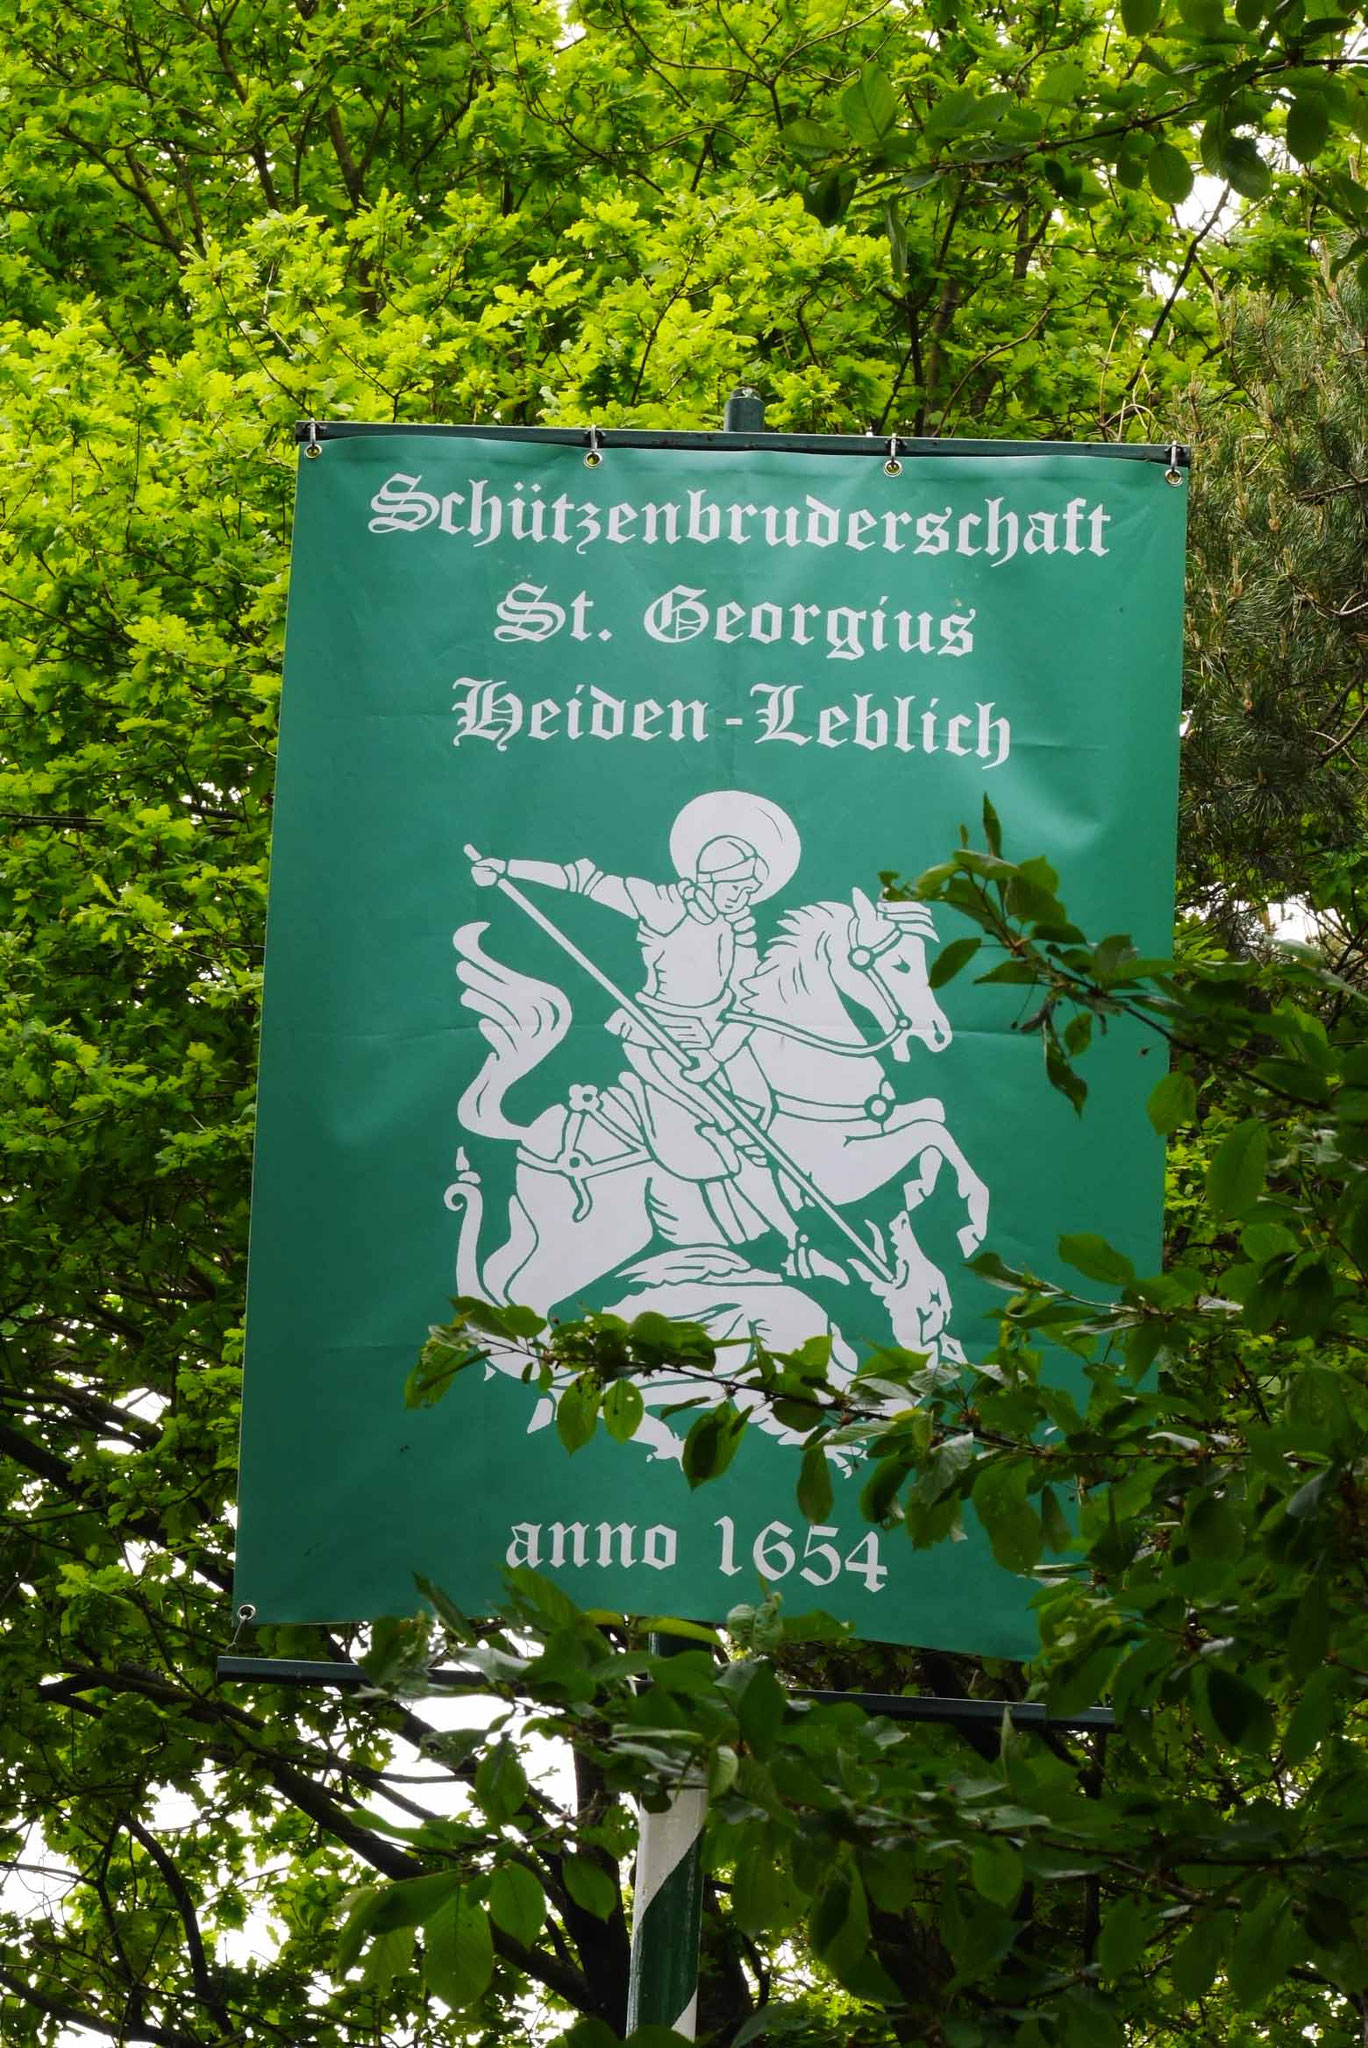 Schützenbruderschaft
St. Georgius
Heiden - Leblich
anno 1654